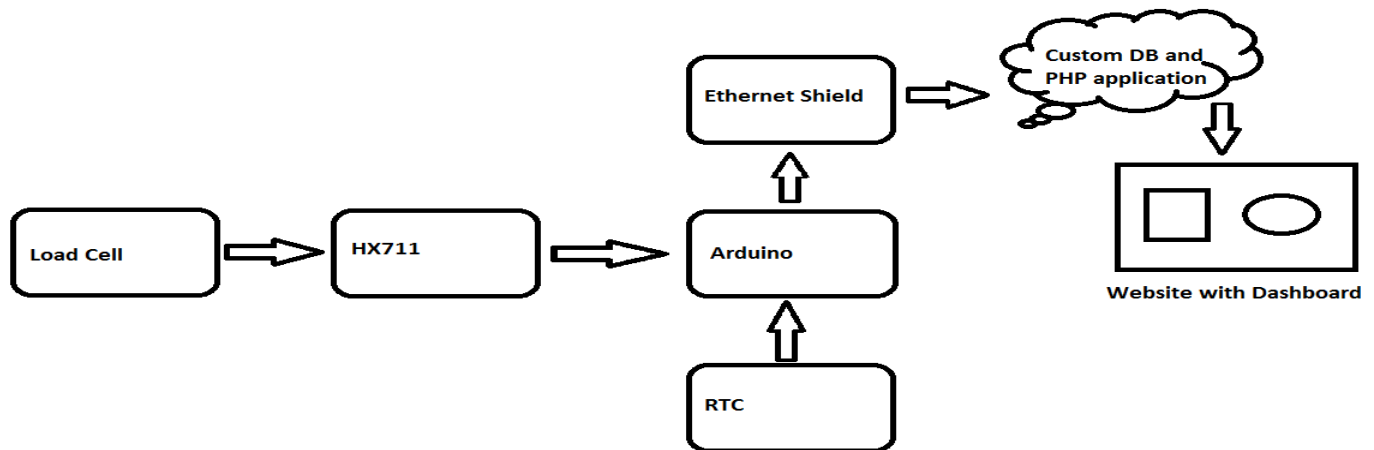 Custom DB and
PHP application
Ethernet Shield
Load Cell
HX711
Arduino
Website with Dashboard
RTC